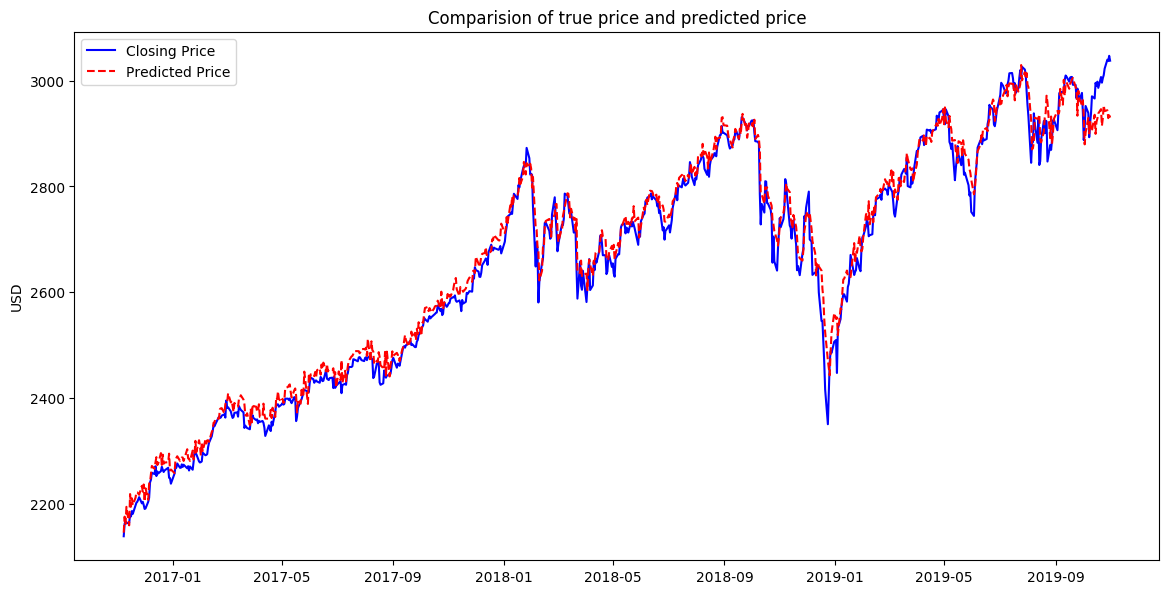 Comparision of true price and predicted price
Closing Price
Predicted Price
USD
3000
2800
2600
2400
2200
2017-01 2017-05 2017-09 2018-01 2018-05 2018-09 2019-01 2019-05 2019-09